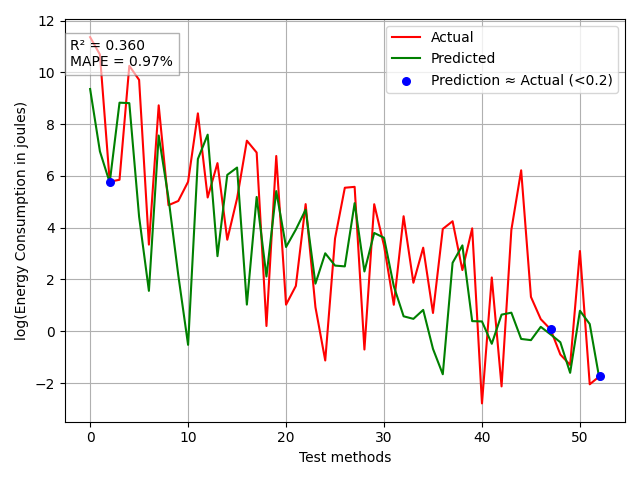 R² = 0.360
MAPE = 0.97%
Actual
Predicted
Prediction ≈ Actual (<0.2)
log(Energy Consumption in joules)
12
10
8
6
4
2
0
−2
0 10 20 30 40 50
Test methods